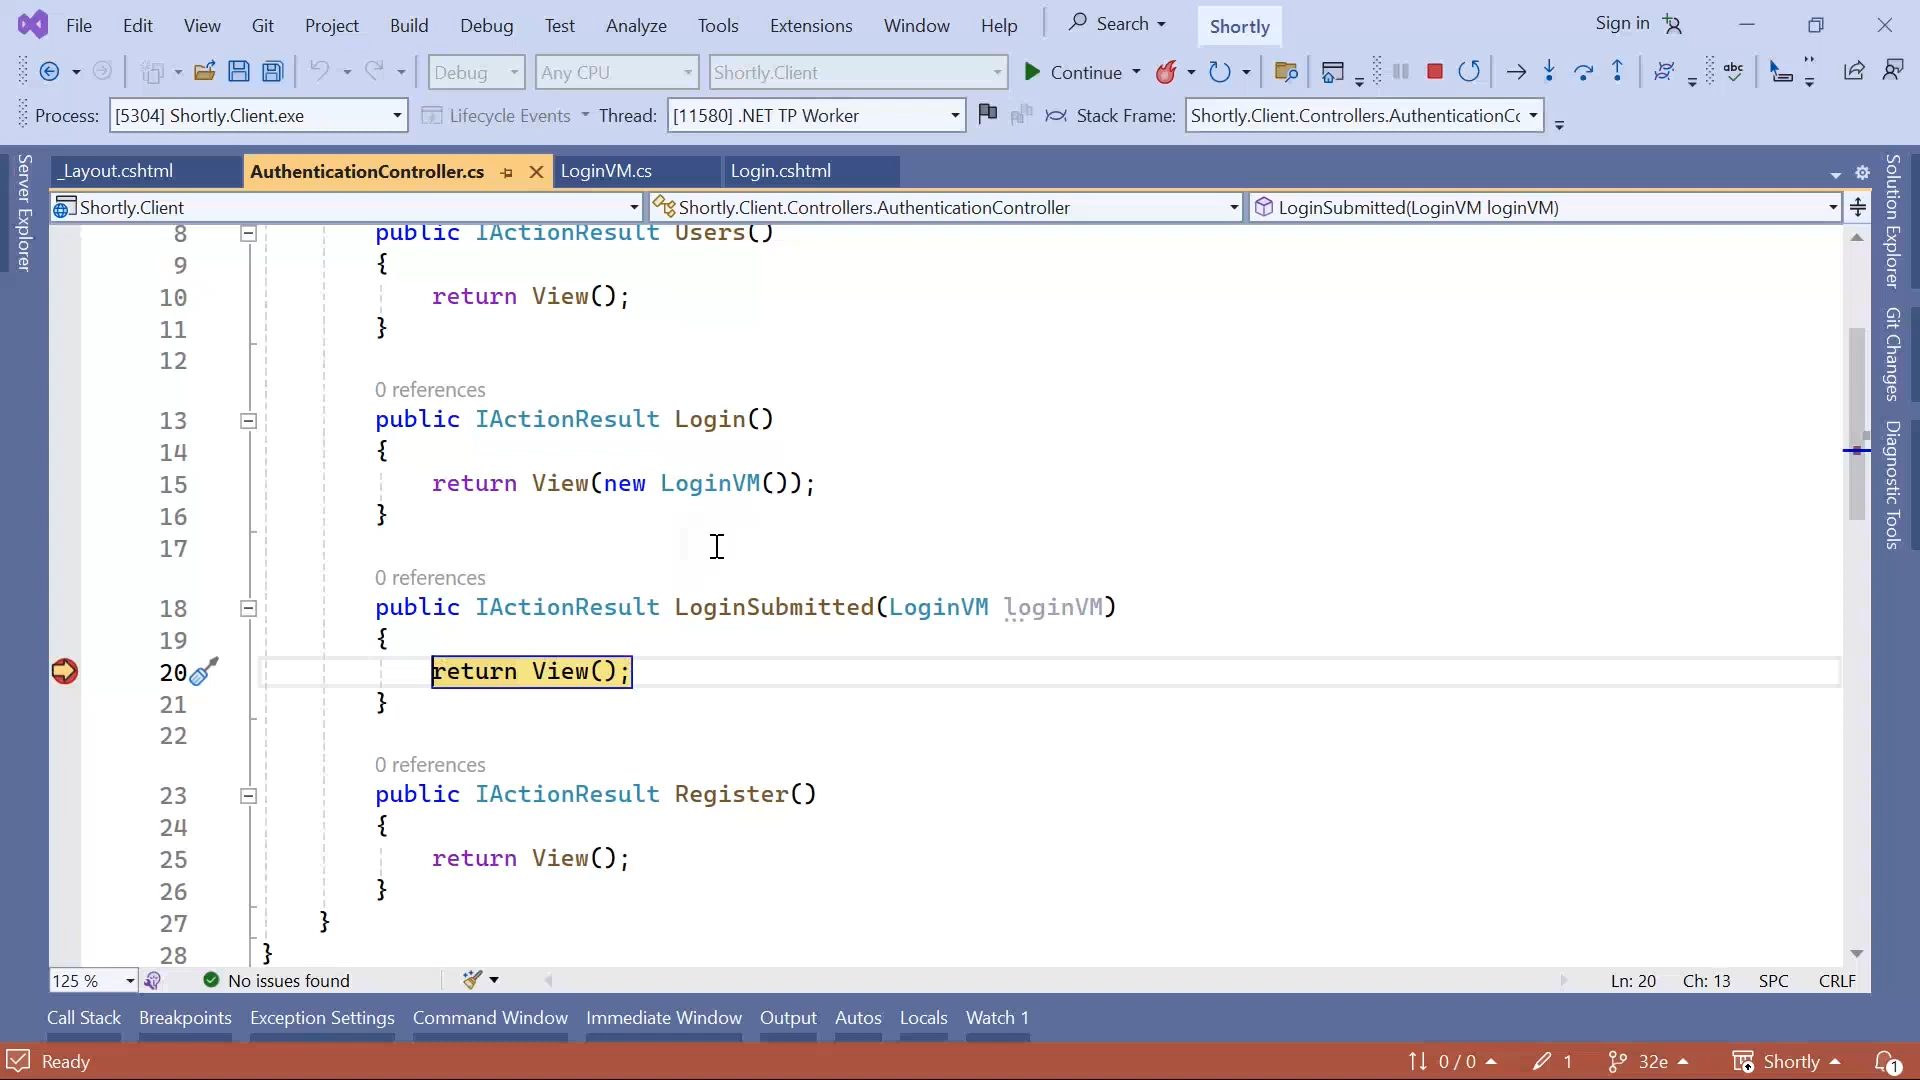 File Edit View Git Project Build Debug Test Analyze Tools Extensions Window Help Search Shortly Sign in
Debug Any CPU Shortly.Client Continue abc
Process: [5304] Shortly.Client.exe Lifecycle Events Thread: [11580] .NET TP Worker Stack Frame: Shortly.Client.Controllers.AuthenticationCo
_Layout.cshtml AuthenticationController.cs LoginVM.cs Login.cshtml
Shortly.Client Shortly.Client.Controllers.AuthenticationController LoginSubmitted(LoginVM loginVM)
Server Explorer
Solution Explorer
Git Changes
Diagnostic Tools
8 public IActionResult Users()
9 {
10 return View();
11 }
12
0 references
13 public IActionResult Login()
14 {
15 return View(new LoginVM());
16 }
17
0 references
18 public IActionResult LoginSubmitted(LoginVM loginVM)
19 {
20 return View();
21 }
22
0 references
23 public IActionResult Register()
24 {
25 return View();
26 }
27 }
28 }
125 % No issues found Ln: 20 Ch: 13 SPC CRLF
Call Stack Breakpoints Exception Settings Command Window Immediate Window Output Autos Locals Watch 1
Ready 0 / 0 1 32e Shortly 1